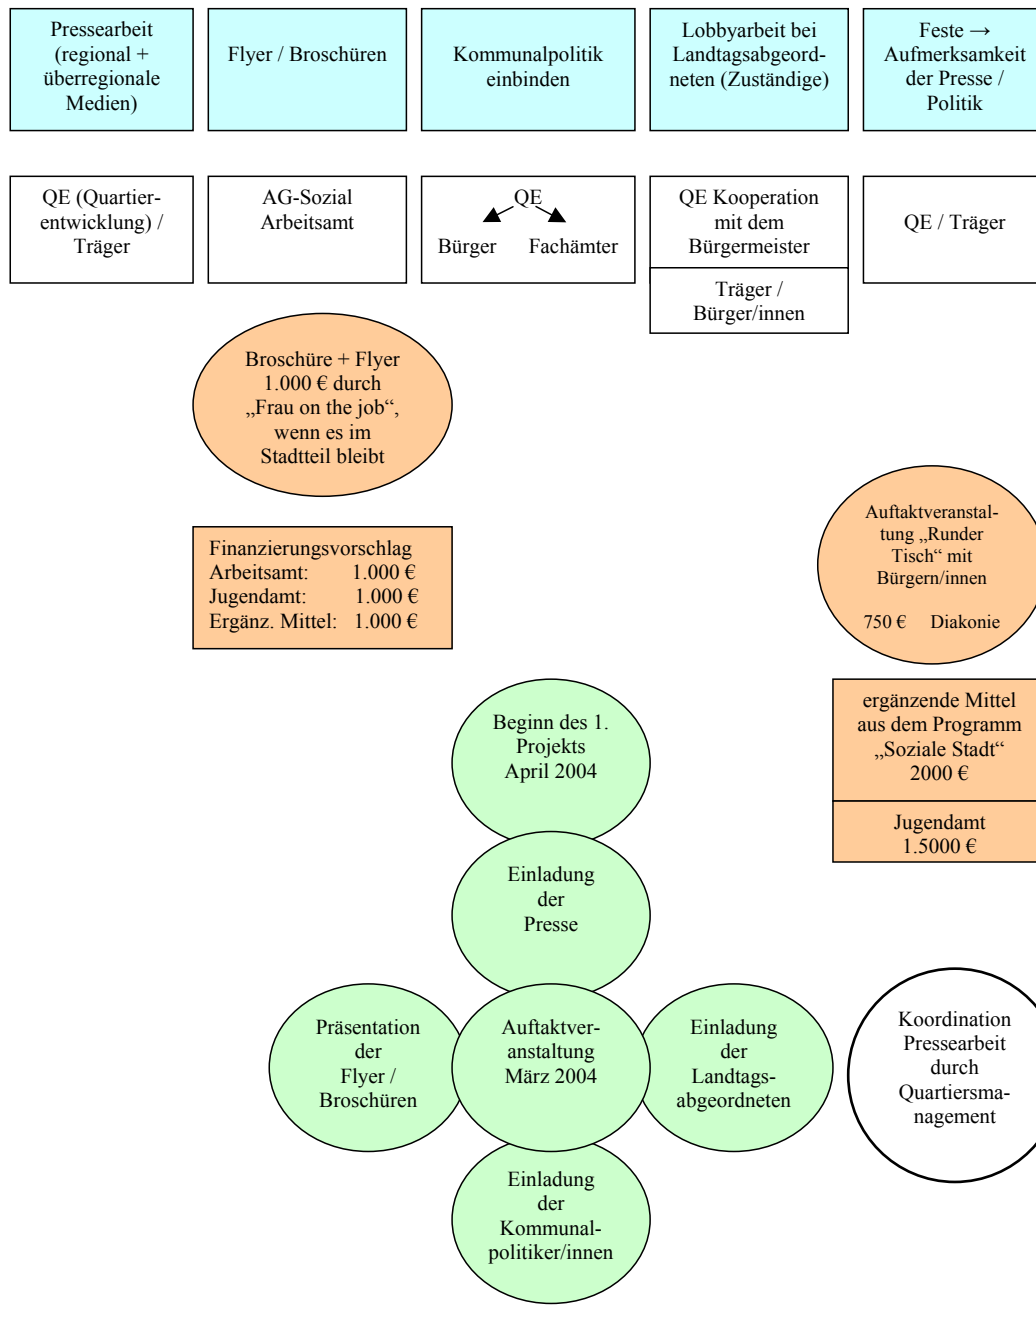 Pressearbeit
(regional +
überregionale
Medien)
Flyer / Broschüren
Kommunalpolitik
einbinden
Lobbyarbeit bei
Landtagsabgeord-
neten (Zuständige)
Feste →
Aufmerksamkeit
der Presse /
Politik
QE (Quartier-
entwicklung) /
Träger
AG-Sozial
Arbeitsamt
QE
Bürger Fachämter
QE Kooperation
mit dem
Bürgermeister
Träger /
Bürger/innen
QE / Träger
Broschüre + Flyer
1.000 € durch
„Frau on the job“,
wenn es im
Stadtteil bleibt
Finanzierungsvorschlag
Arbeitsamt: 1.000 €
Jugendamt: 1.000 €
Ergänz. Mittel: 1.000 €
Auftaktveranstal-
tung „Runder
Tisch“ mit
Bürgern/innen
750 € Diakonie
ergänzende Mittel
aus dem Programm
„Soziale Stadt“
2000 €
Jugendamt
1.5000 €
Beginn des 1.
Projekts
April 2004
Einladung
der
Presse
Präsentation
der
Flyer /
Broschüren
Auftaktver-
anstaltung
März 2004
Einladung
der
Landtags-
abgeordneten
Koordination
Pressearbeit
durch
Quartiersma-
nagement
Einladung
der
Kommunal-
politiker/innen